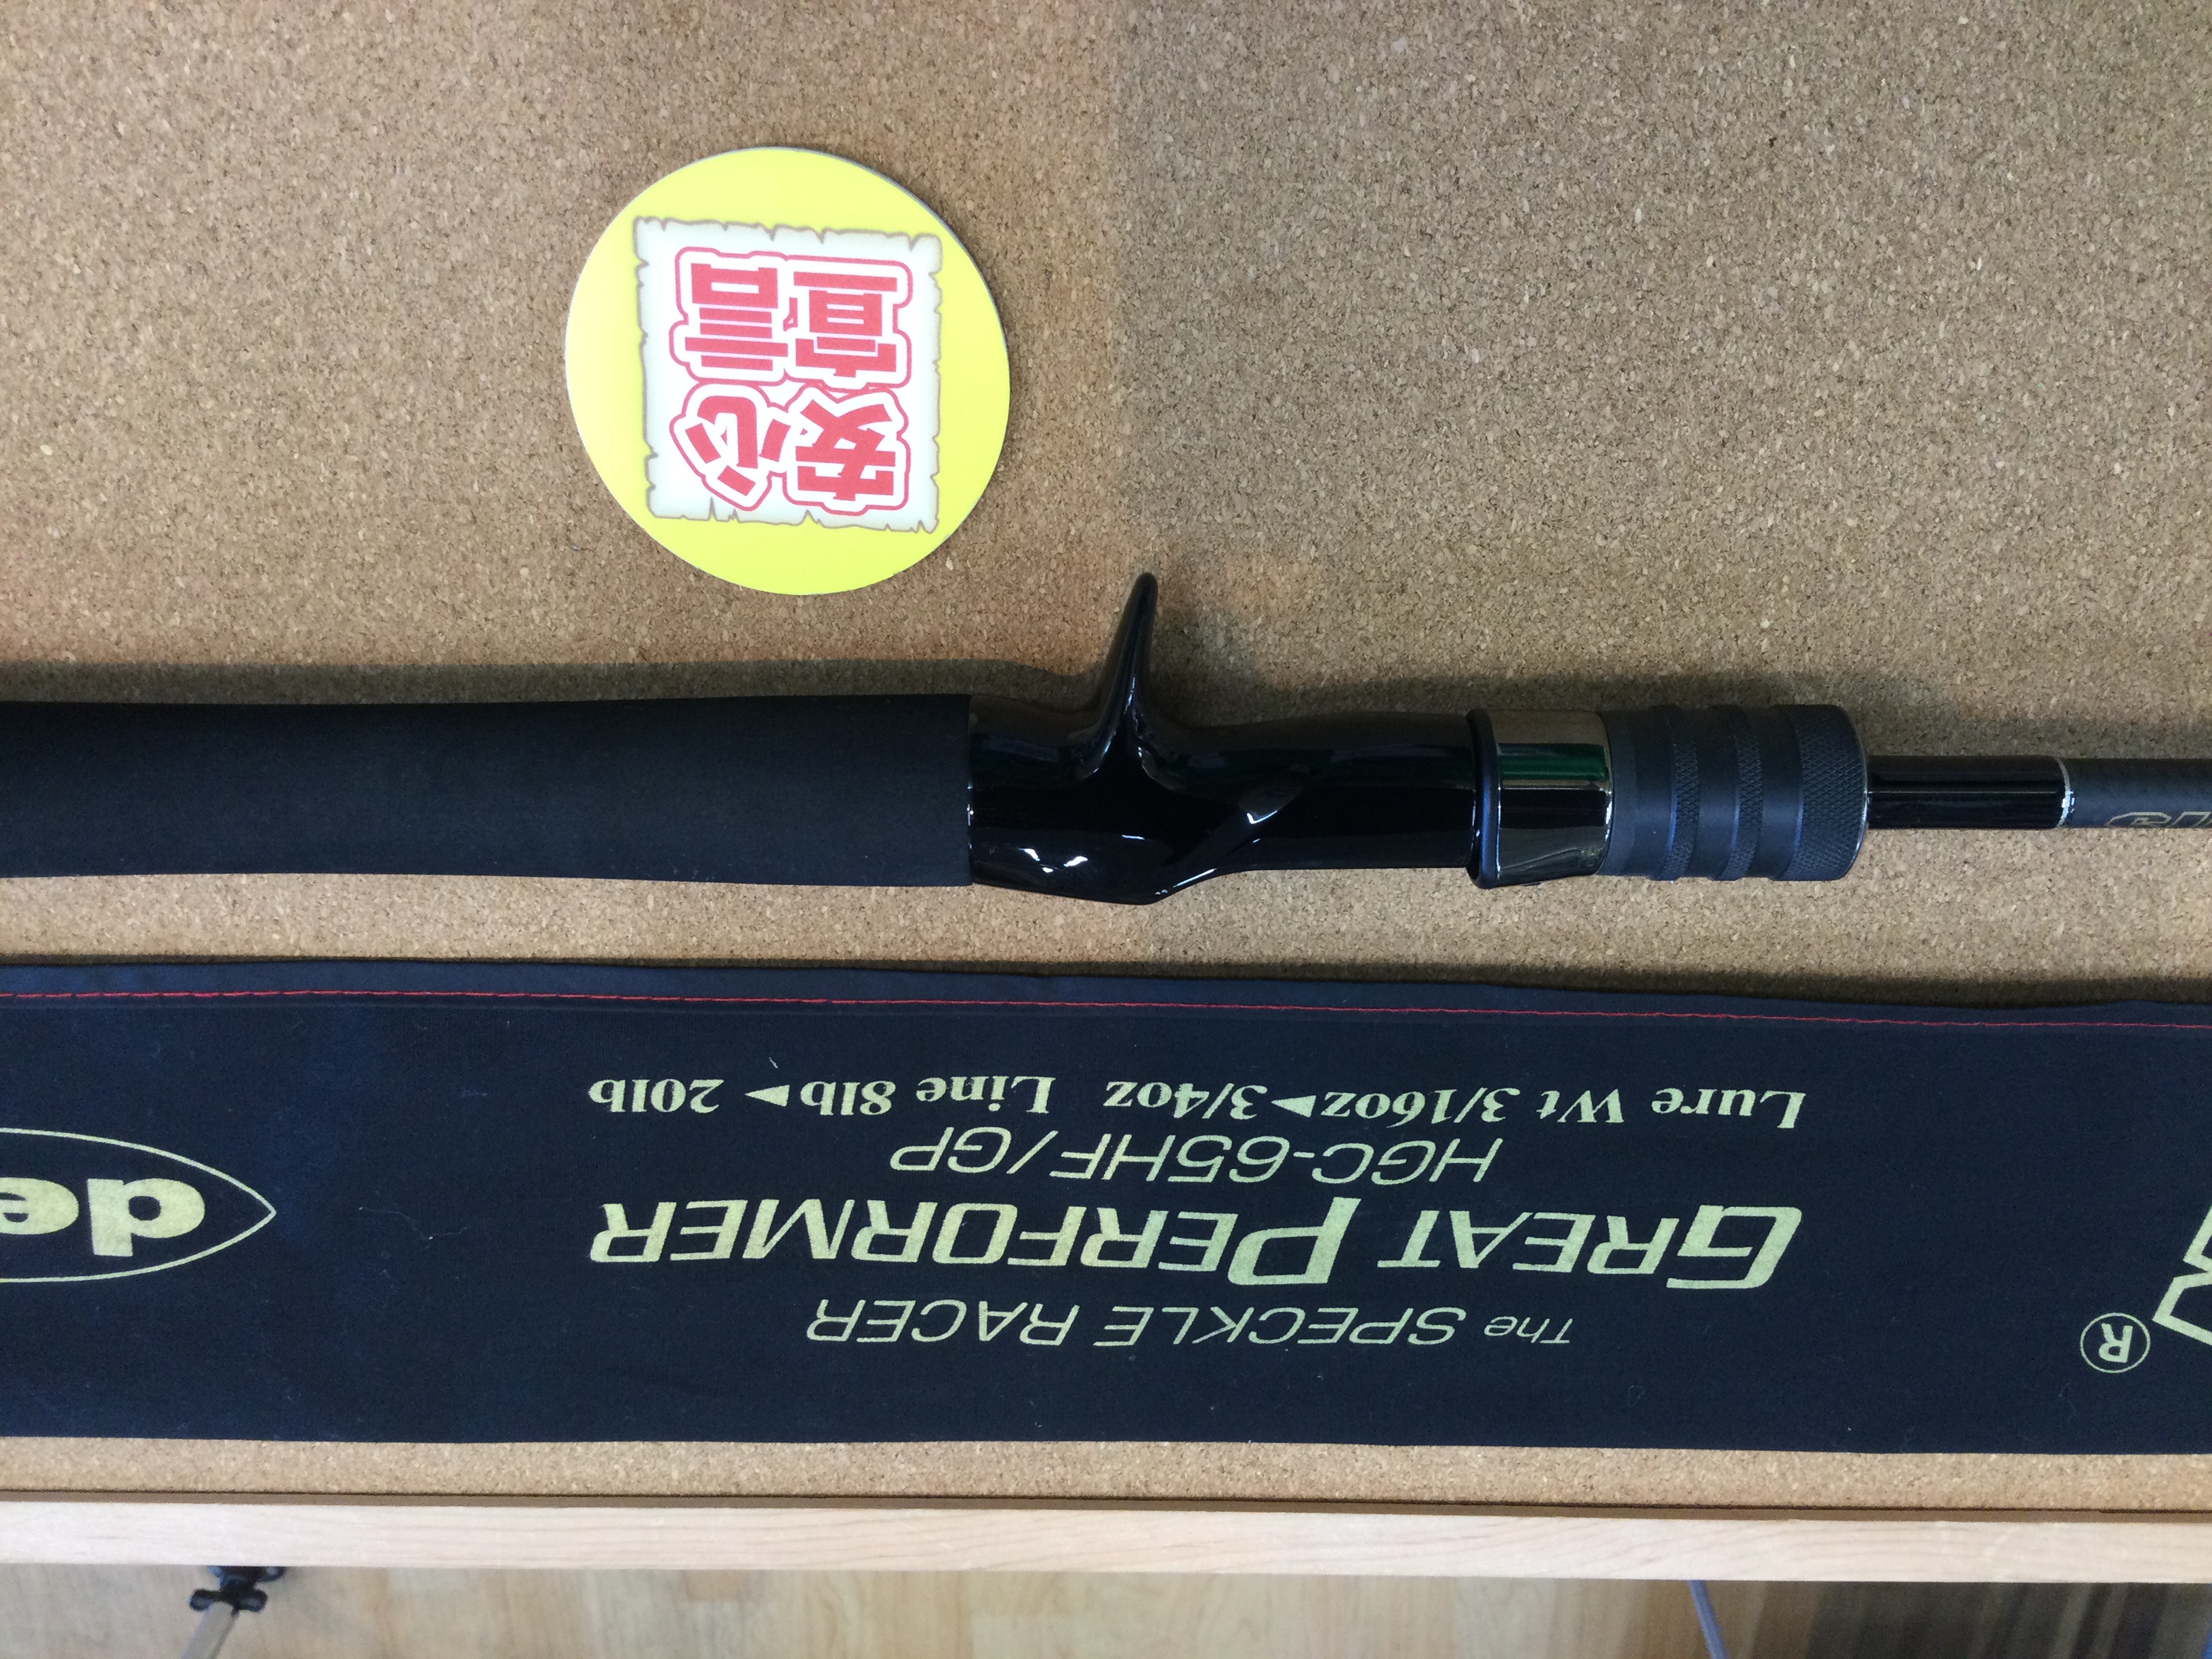 安心
宣言
The SPECKLE RACER
GREAT PERFORMER
HGC-65HF/GP
Lure Wt 3/16oz▶3/4oz Line 8lb▶20lb
de
®